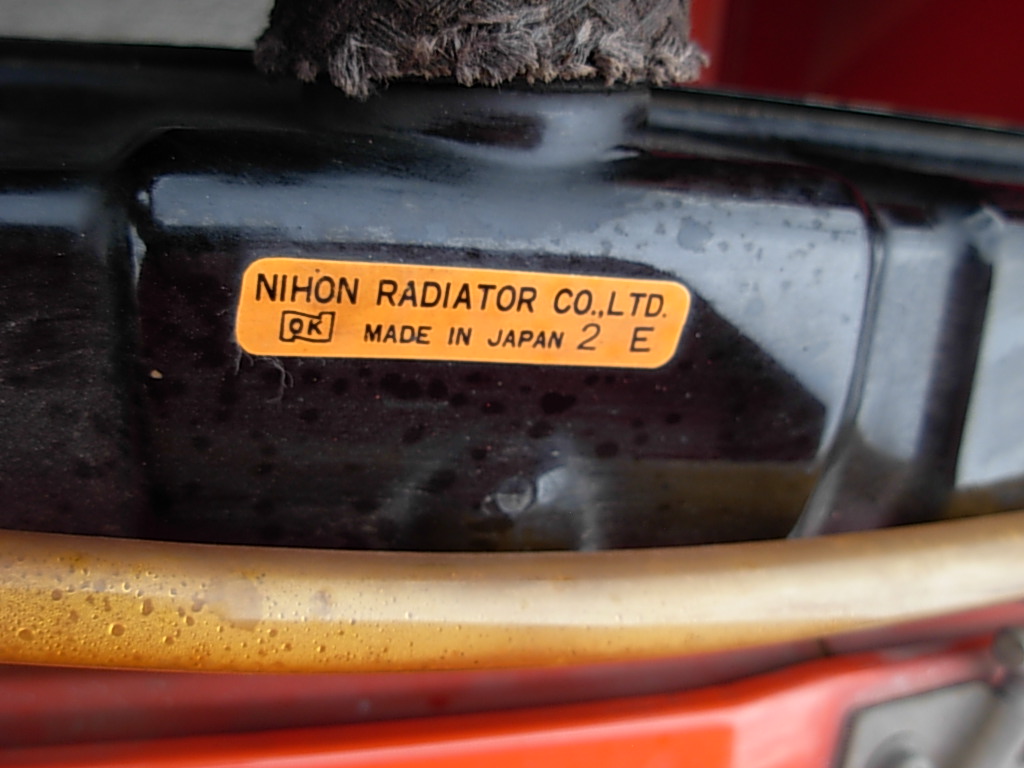 NIHON RADIATOR CO.,LTD.
OK MADE IN JAPAN 2 E